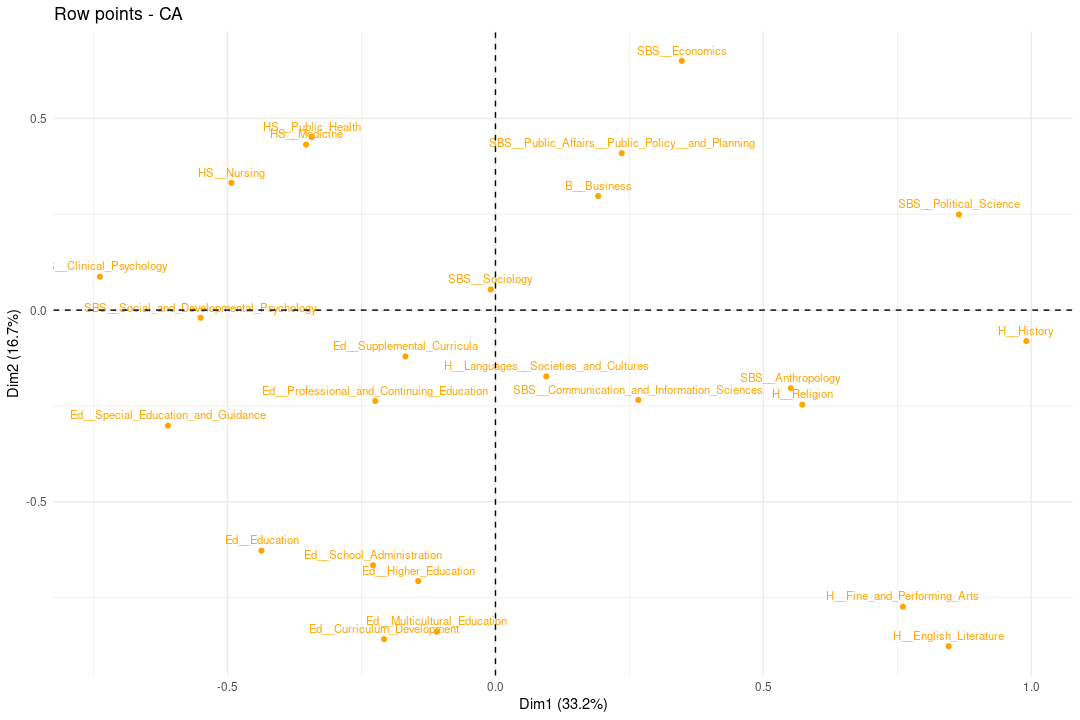 Row points - CA
SBS__Economics
HS__Public_Health
HS__Medicine
SBS__Public_Affairs__Public_Policy__and_Planning
HS__Nursing
B__Business
SBS__Political_Science
__Clinical_Psychology
SBS__Sociology
SBS__Social_and_Developmental_Psychology
H__History
Ed__Supplemental_Curricula
H__Languages__Societies_and_Cultures
SBS__Anthropology
Ed__Professional_and_Continuing_Education
SBS__Communication_and_Information_Sciences
H__Religion
Ed__Special_Education_and_Guidance
Ed__Education
Ed__School_Administration
Ed__Higher_Education
H__Fine_and_Performing_Arts
Ed__Multicultural_Education
Ed__Curriculum_Development
H__English_Literature
0.5
0.0
-0.5
Dim2 (16.7%)
-0.5
0.0
0.5
1.0
Dim1 (33.2%)